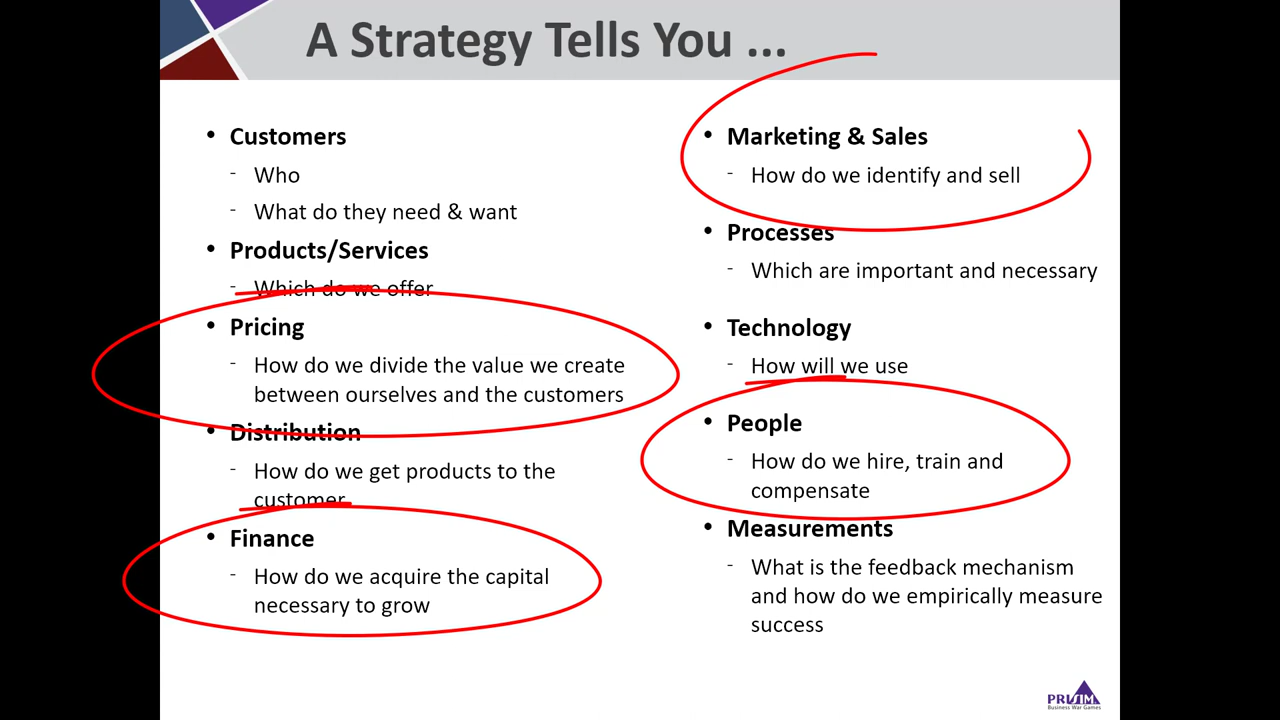 A Strategy Tells You ...
• Customers
- Who
- What do they need & want
• Products/Services
- Which do we offer
• Pricing
- How do we divide the value we create
between ourselves and the customers
• Distribution
- How do we get products to the
customer
• Finance
- How do we acquire the capital
necessary to grow
• Marketing & Sales
- How do we identify and sell
• Processes
- Which are important and necessary
• Technology
- How will we use
• People
- How do we hire, train and
compensate
• Measurements
- What is the feedback mechanism
and how do we empirically measure
success
PRISIM
Business War Games